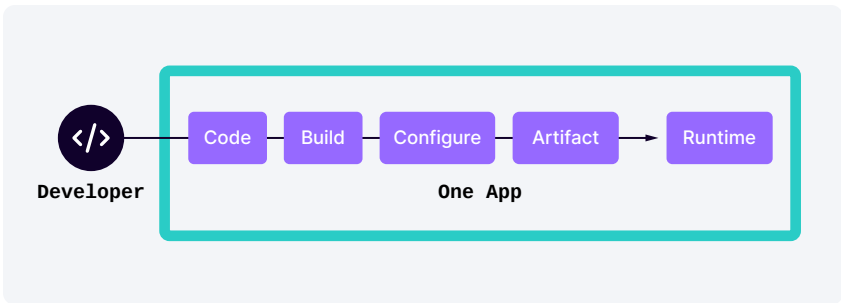 </>
Code
Build
Configure
Artifact
Runtime
Developer
One App